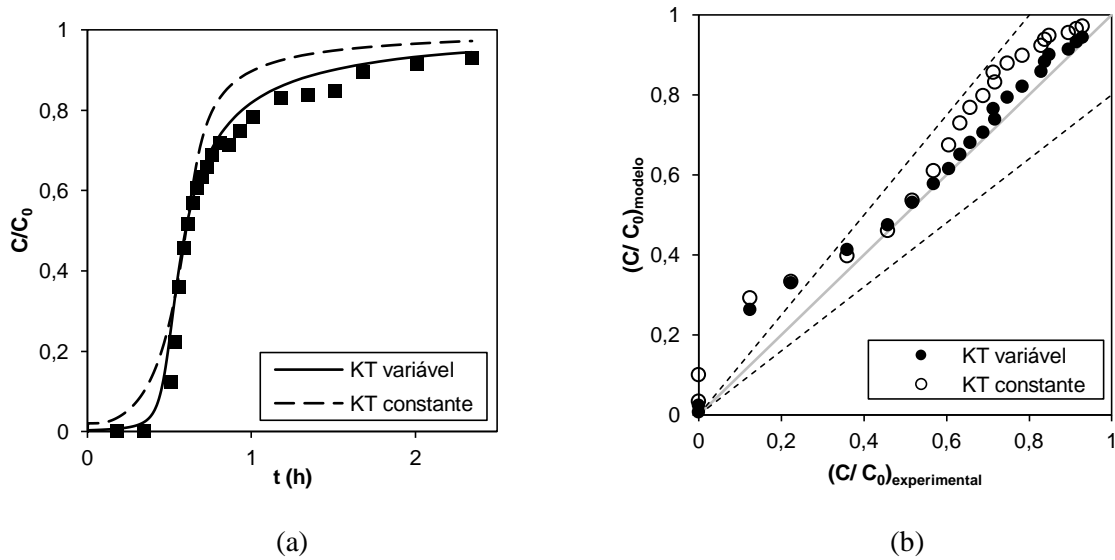 1
0,8
0,6
0,4
0,2
0
C/C0
0
1
2
t (h)
KT variável
KT constante
(a)
1
0,8
0,6
0,4
0,2
0
(C/ C0)modelo
0
0,2
0,4
0,6
0,8
1
(C/ C0)experimental
KT variável
KT constante
(b)